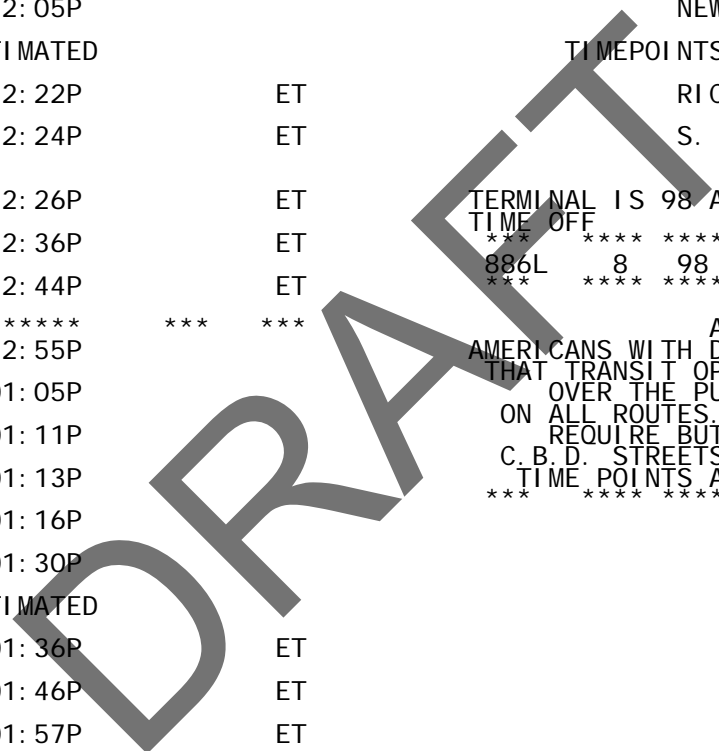 2:05P
TIMATED
2:22P ET
2:24P ET
2:26P ET
2:36P ET
2:44P ET
***** *** ***
2:55P
01:05P
01:11P
01:13P
01:16P
01:30P
TIMATED
01:36P ET
01:46P ET
01:57P ET
NEW
TIMEPOINTS
RIC
S.
TERMINAL IS 98 A
TIME OFF
*** **** ****
886L 8 98
*** **** ****
A
AMERICANS WITH D
THAT TRANSIT OP
OVER THE PU
ON ALL ROUTES.
REQUIRE BUT
C.B.D. STREETS
TIME POINTS A
*** **** ****
DRAFT